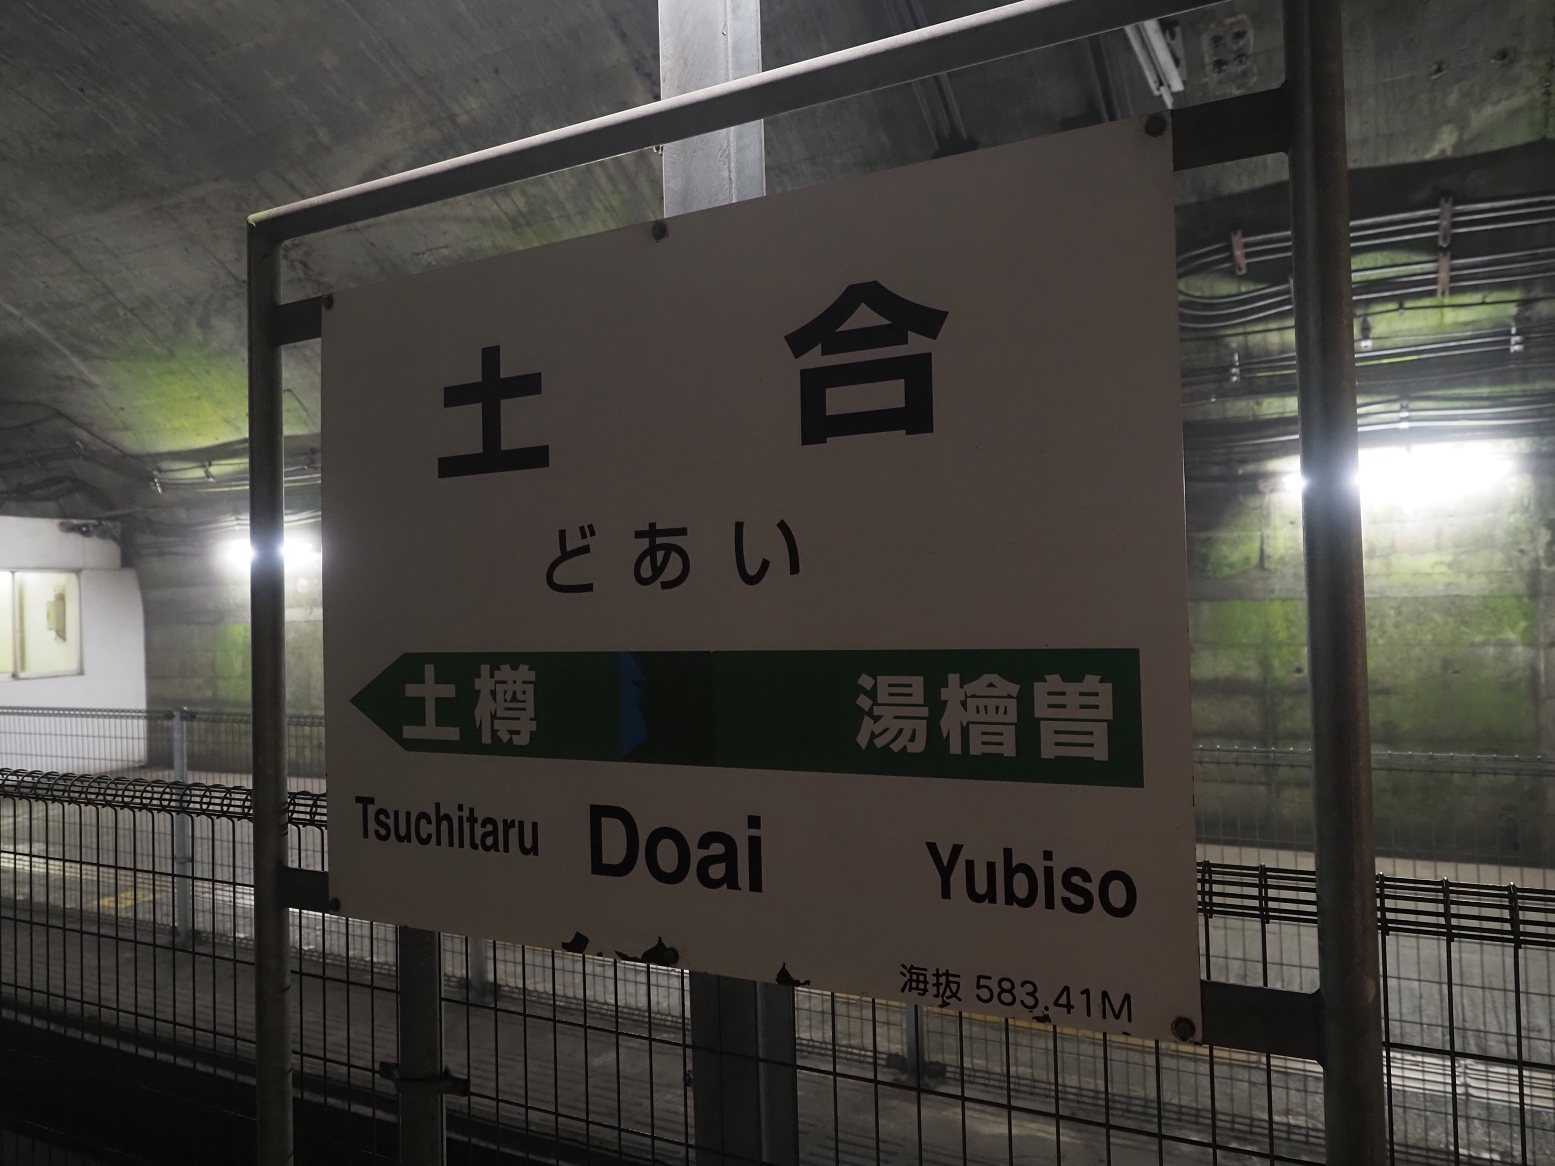 土合
どあい
土樽 湯檜曽
Tsuchitaru Doai Yubiso
海抜 583.41M